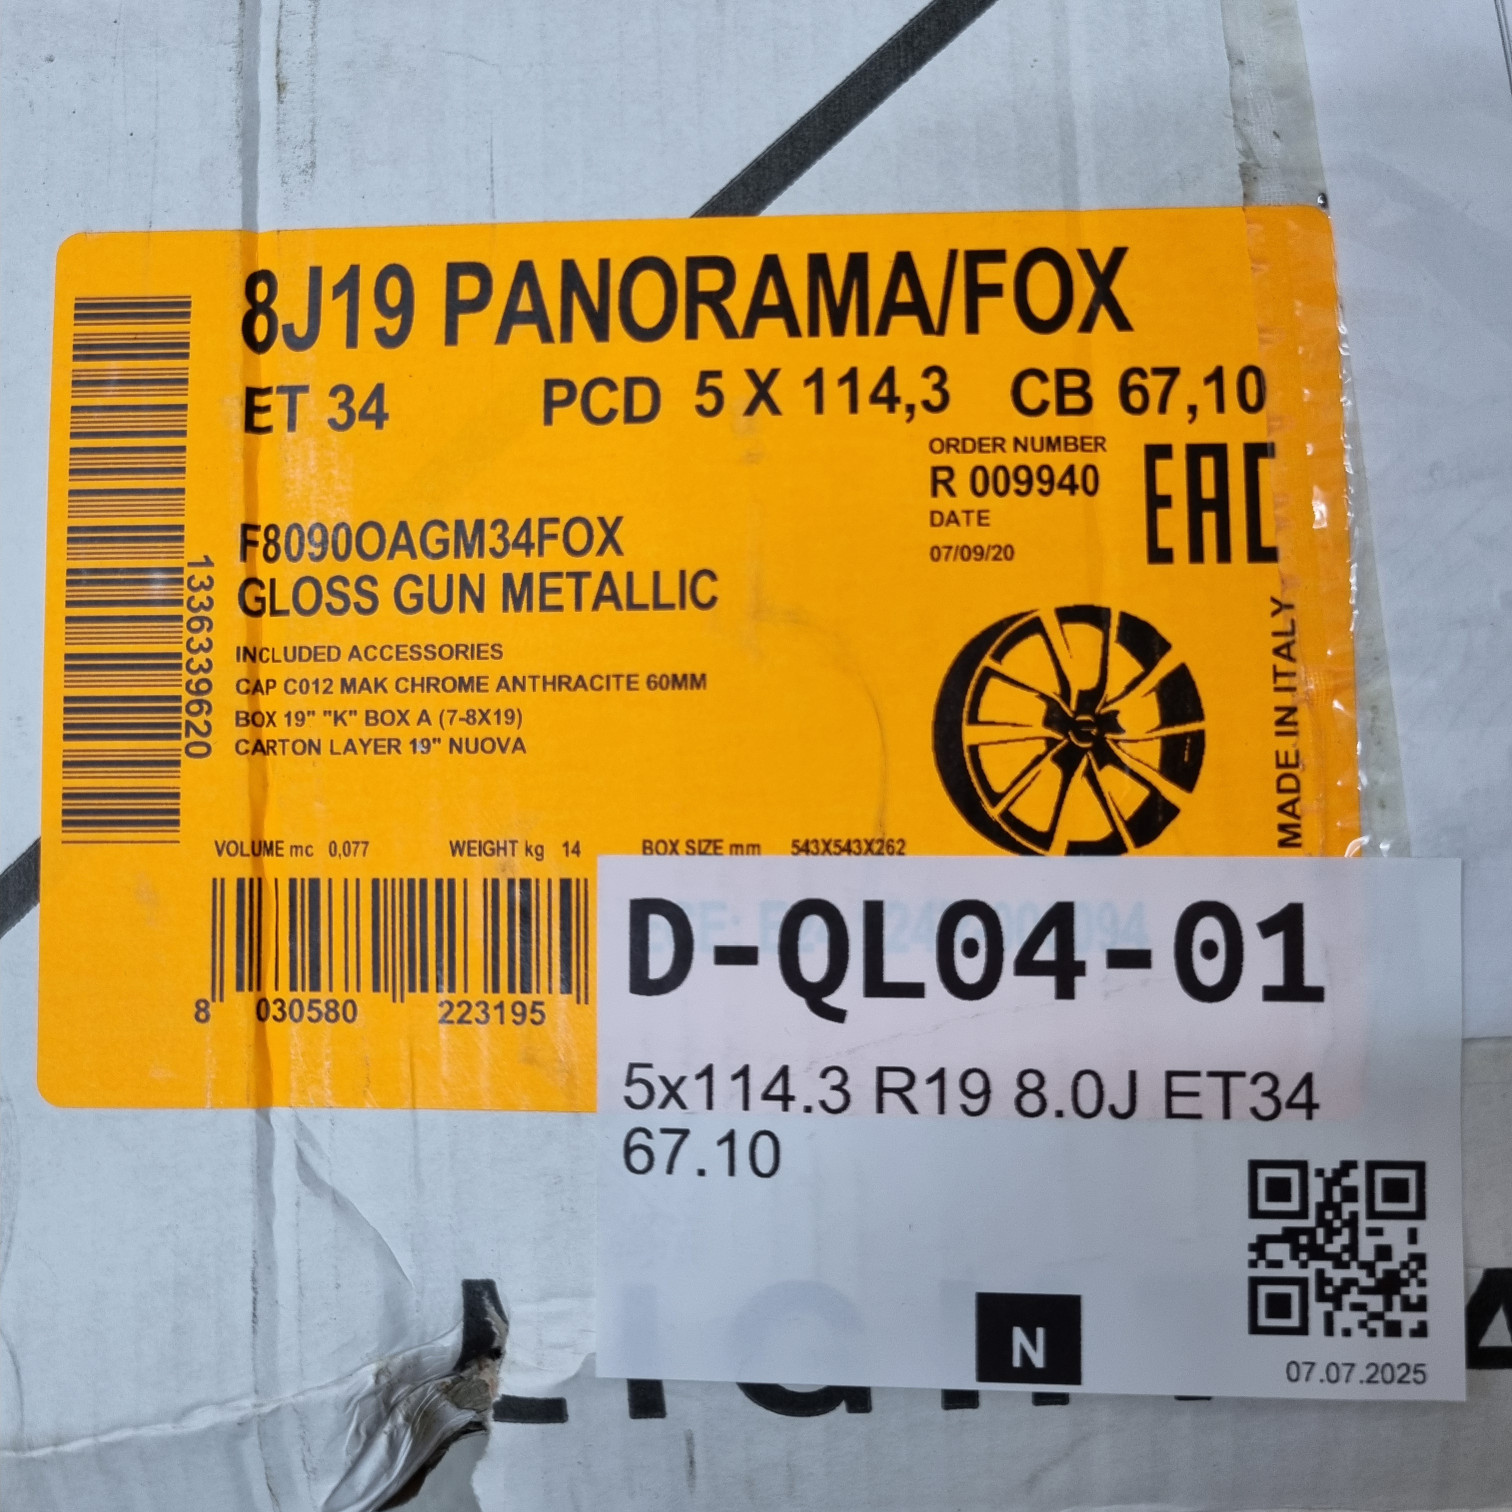 8J19 PANORAMA/FOX
ET 34 PCD 5 X 114,3 CB 67,10
ORDER NUMBER
R 009940
DATE
07/09/20
EAC
F8090OAGM34FOX
GLOSS GUN METALLIC
INCLUDED ACCESSORIES
CAP C012 MAK CHROME ANTHRACITE 60MM
BOX 19" "K" BOX A (7-8X19)
CARTON LAYER 19" NUOVA
1336339620
MADE IN ITALY
VOLUME mc 0,077 WEIGHT kg 14 BOX SIZE mm 543X543X262
8 030580 223195
D-QL04-01
5x114.3 R19 8.0J ET34
67.10
N
07.07.2025